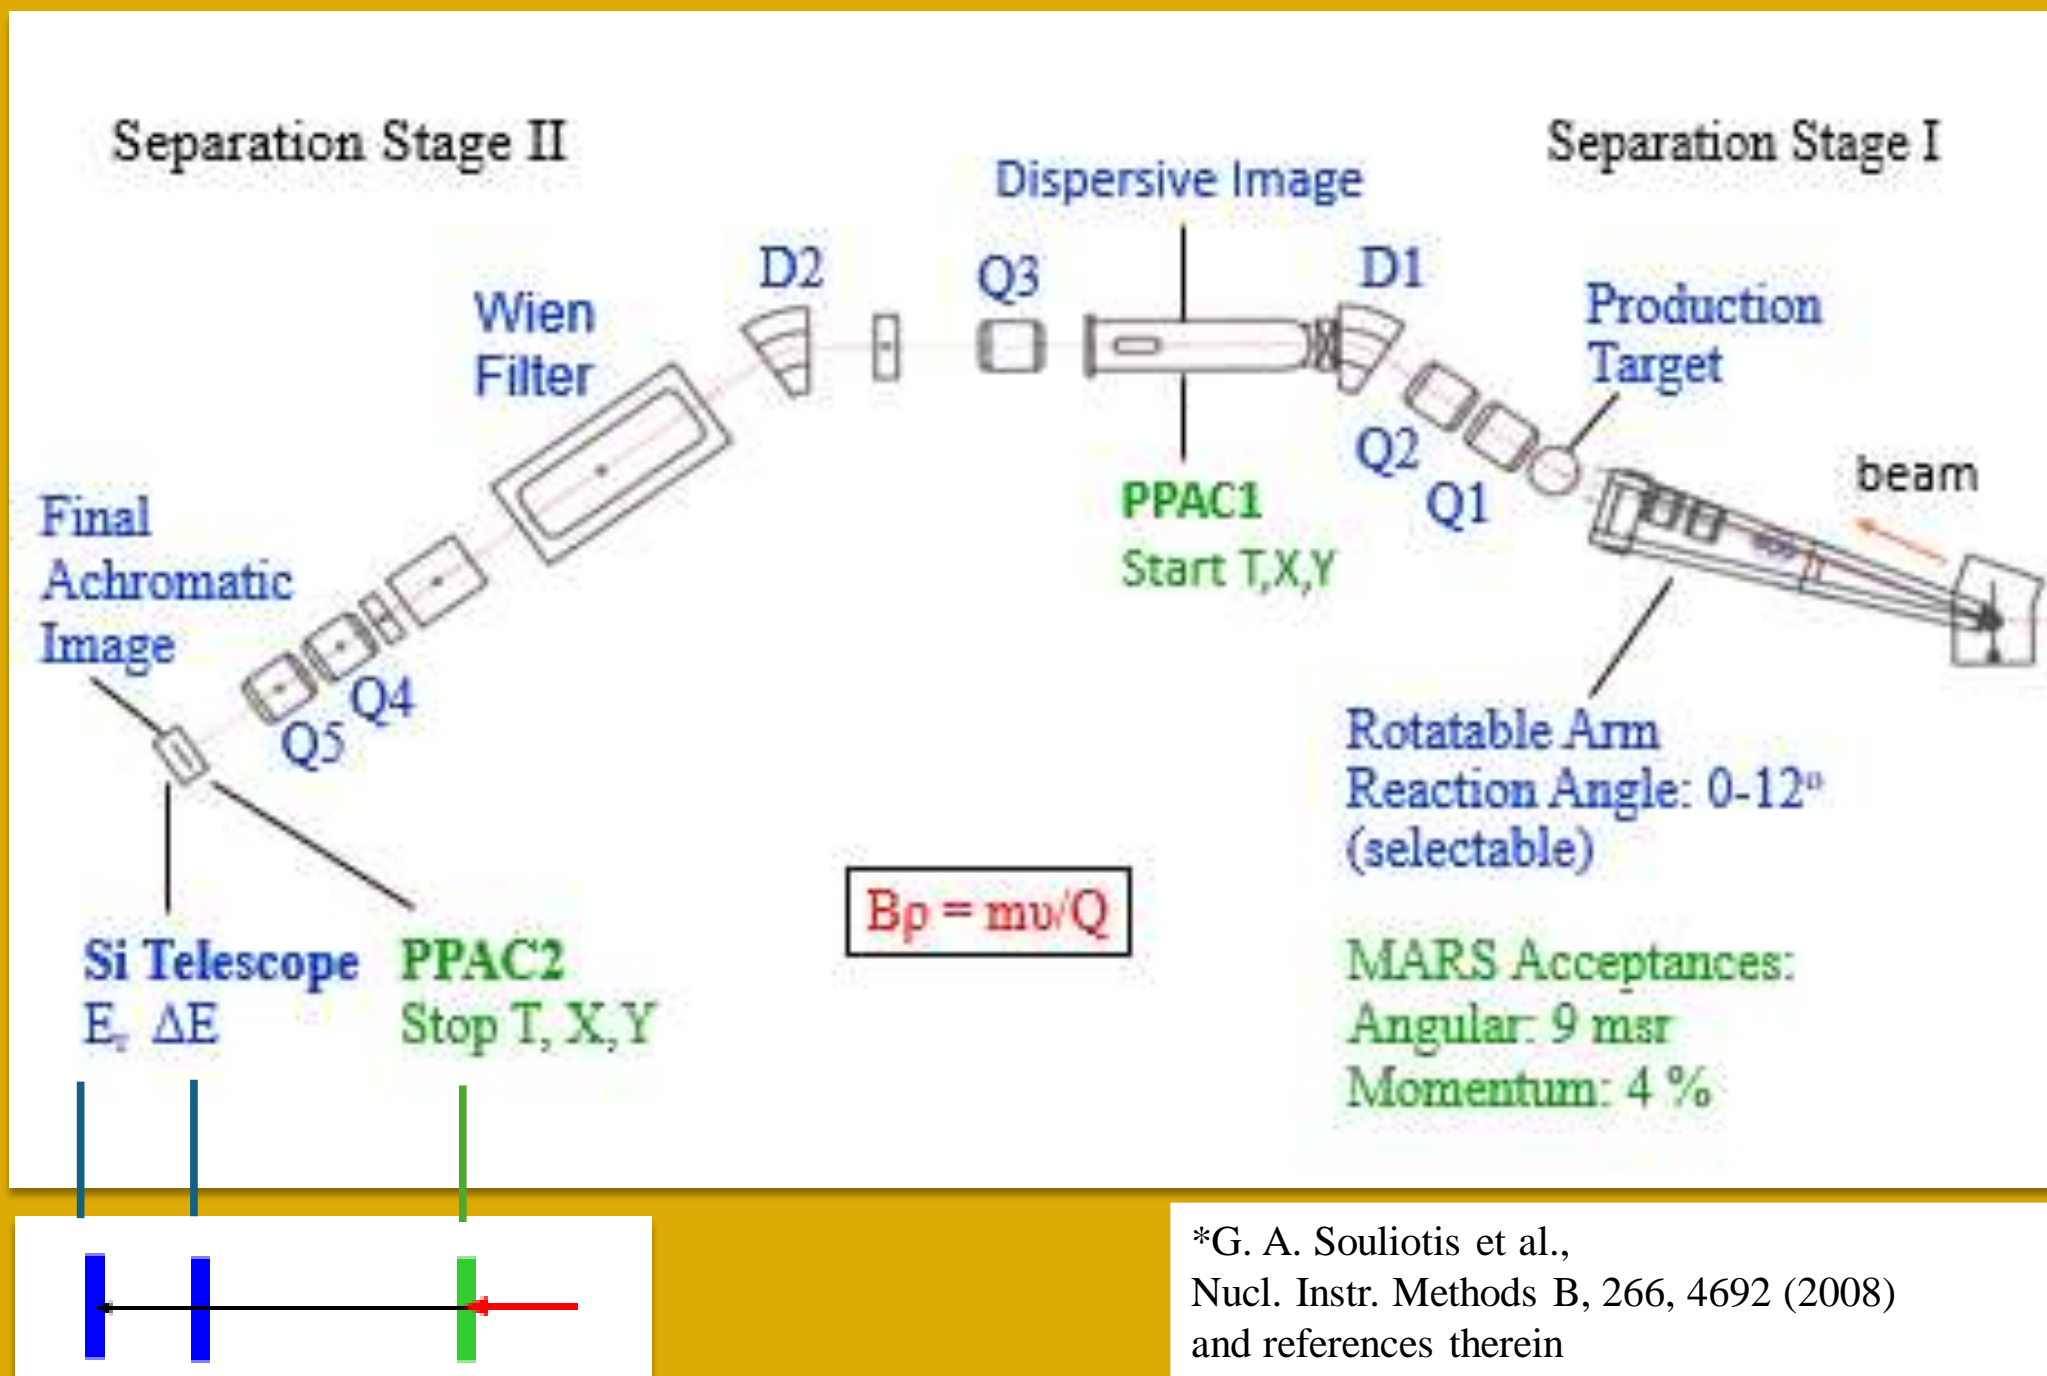 Separation Stage II
Separation Stage I
Dispersive Image
D2
Q3
D1
Wien
Filter
Production
Target
Q2
Q1
beam
PPAC1
Start T,X,Y
Final
Achromatic
Image
Q4
Q5
Rotatable Arm
Reaction Angle: 0-12º
(selectable)
Bρ = mυ/Q
Si Telescope
E, ΔE
PPAC2
Stop T, X,Y
MARS Acceptances:
Angular: 9 msr
Momentum: 4 %
*G. A. Souliotis et al.,
Nucl. Instr. Methods B, 266, 4692 (2008)
and references therein